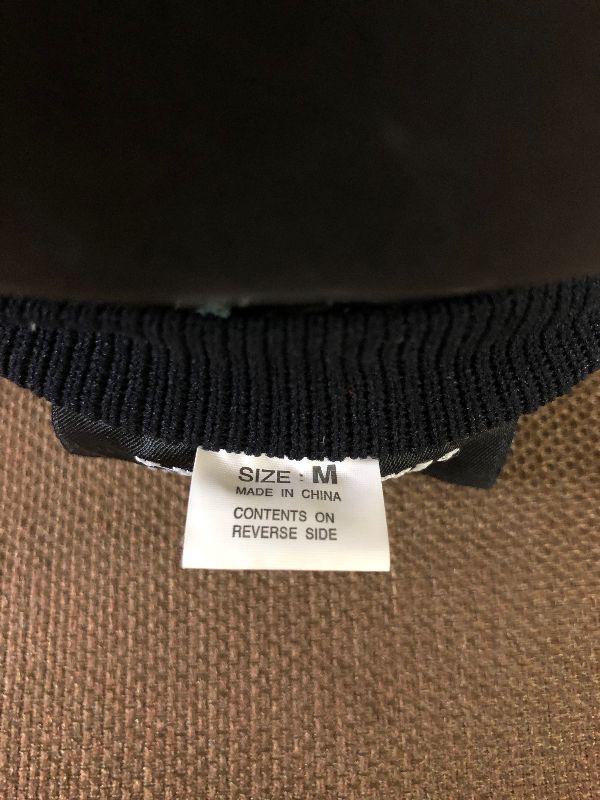 SIZE : M
MADE IN CHINA
CONTENTS ON
REVERSE SIDE